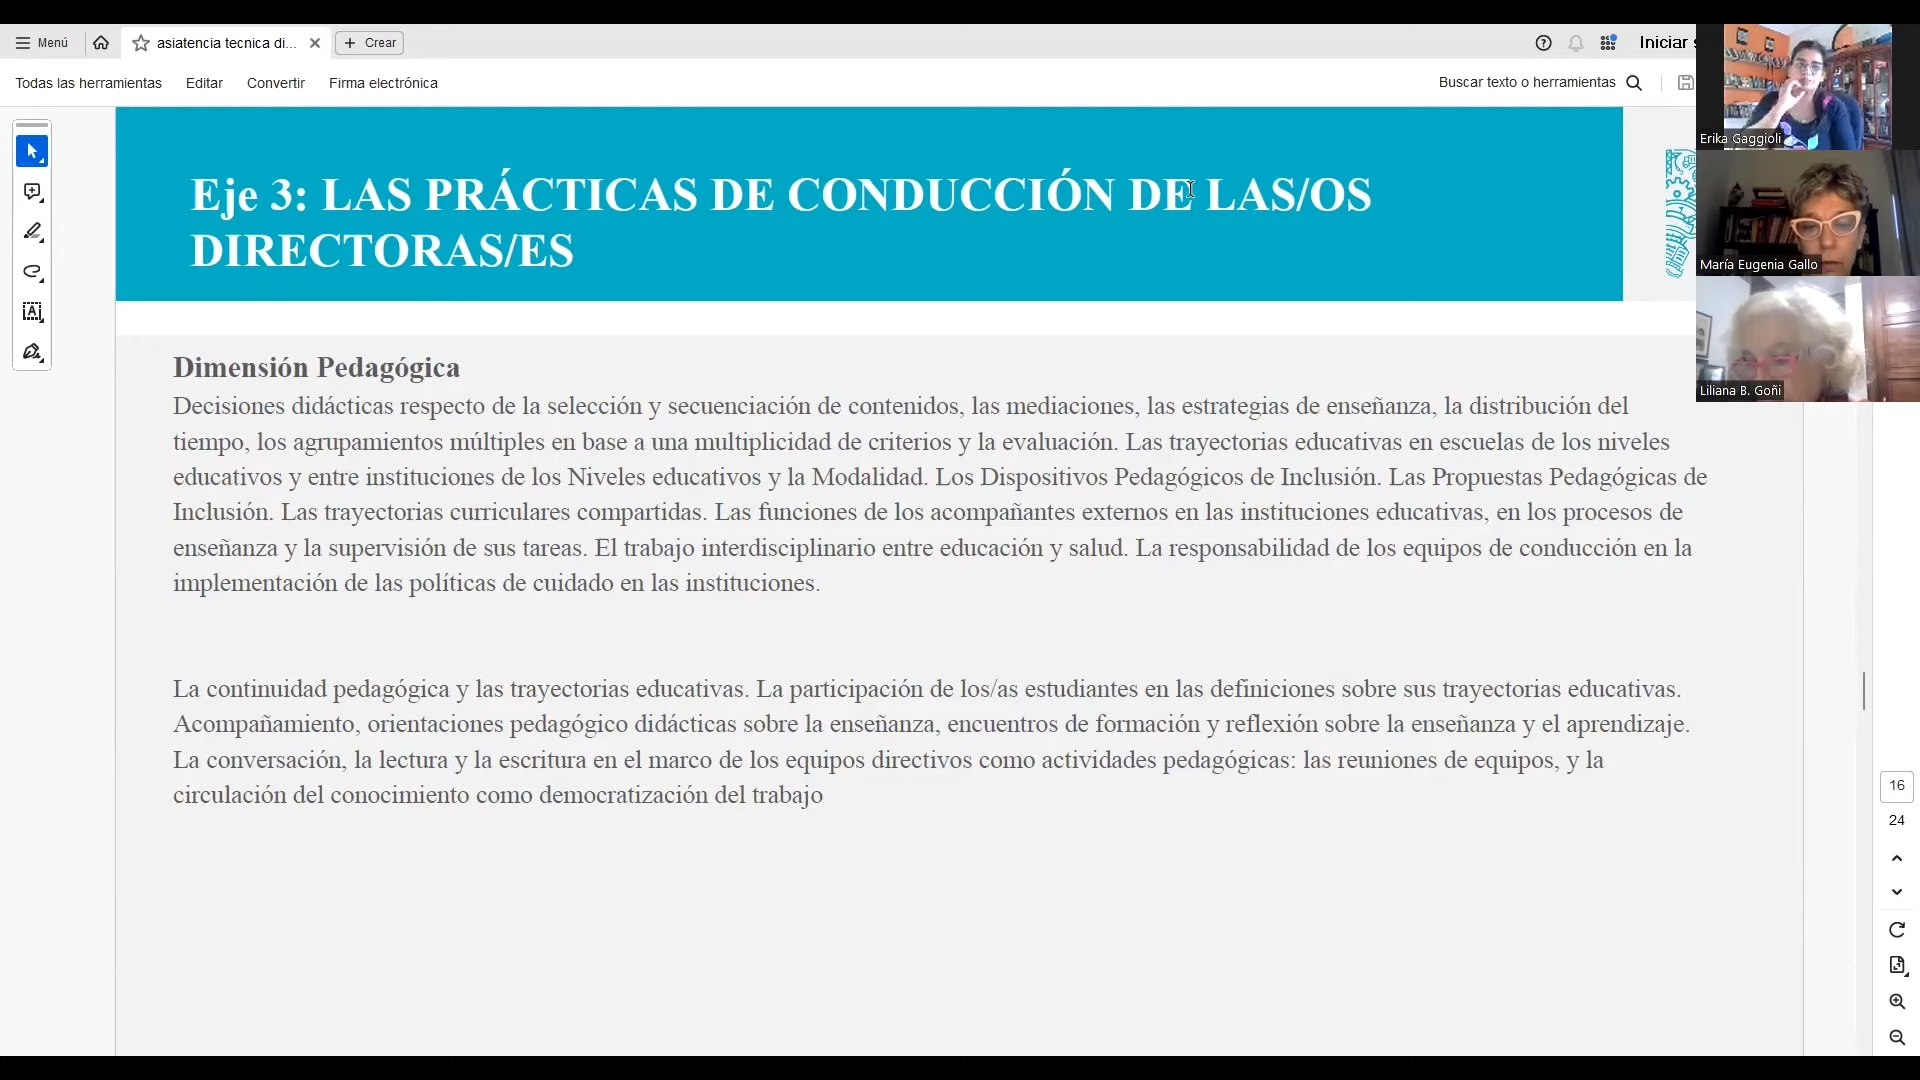 Menú
asiatencia tecnica di...
Crear
Iniciar s
Todas las herramientas
Editar
Convertir
Firma electrónica
Buscar texto o herramientas
Erika Gaggioli
María Eugenia Gallo
Liliana B. Goñi
Eje 3: LAS PRÁCTICAS DE CONDUCCIÓN DE LAS/OS
DIRECTORAS/ES
Dimensión Pedagógica
Decisiones didácticas respecto de la selección y secuenciación de contenidos, las mediaciones, las estrategias de enseñanza, la distribución del
tiempo, los agrupamientos múltiples en base a una multiplicidad de criterios y la evaluación. Las trayectorias educativas en escuelas de los niveles
educativos y entre instituciones de los Niveles educativos y la Modalidad. Los Dispositivos Pedagógicos de Inclusión. Las Propuestas Pedagógicas de
Inclusión. Las trayectorias curriculares compartidas. Las funciones de los acompañantes externos en las instituciones educativas, en los procesos de
enseñanza y la supervisión de sus tareas. El trabajo interdisciplinario entre educación y salud. La responsabilidad de los equipos de conducción en la
implementación de las políticas de cuidado en las instituciones.
La continuidad pedagógica y las trayectorias educativas. La participación de los/as estudiantes en las definiciones sobre sus trayectorias educativas.
Acompañamiento, orientaciones pedagógico didácticas sobre la enseñanza, encuentros de formación y reflexión sobre la enseñanza y el aprendizaje.
La conversación, la lectura y la escritura en el marco de los equipos directivos como actividades pedagógicas: las reuniones de equipos, y la
circulación del conocimiento como democratización del trabajo
16
24